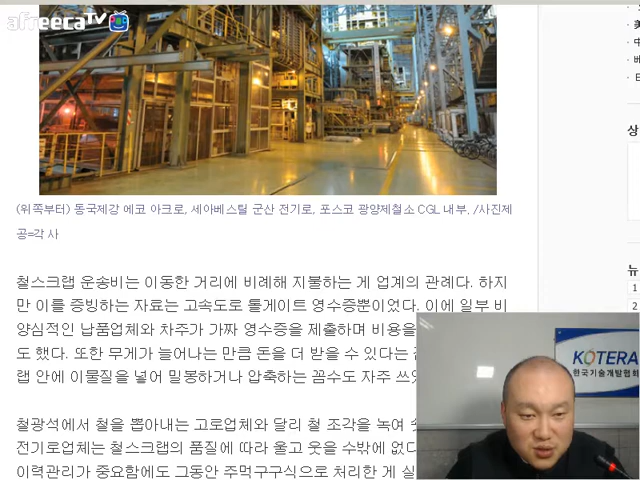 afreecaTV
(위쪽부터) 동국제강 에코 아크로, 세아베스틸 군산 전기로, 포스코 광양제철소 CGL 내부. /사진제
공=각 사
철스크랩 운송비는 이동한 거리에 비례해 지불하는 게 업계의 관례다. 하지
만 이를 증빙하는 자료는 고속도로 톨게이트 영수증뿐이었다. 이에 일부 비
양심적인 납품업체와 차주가 가짜 영수증을 제출하며 비용을
도 했다. 또한 무게가 늘어나는 만큼 돈을 더 받을 수 있다는
랩 안에 이물질을 넣어 밀봉하거나 압축하는 꼼수도 자주
철광석에서 철을 뽑아내는 고로업체와 달리 철 조각을 녹여
전기로업체는 철스크랩의 품질에 따라 울고 웃을 수밖에 없다
이력관리가 중요함에도 그동안 주먹구구식으로 처리한 게
상
뉴
1
2
KOTERA
한국기술개발협회